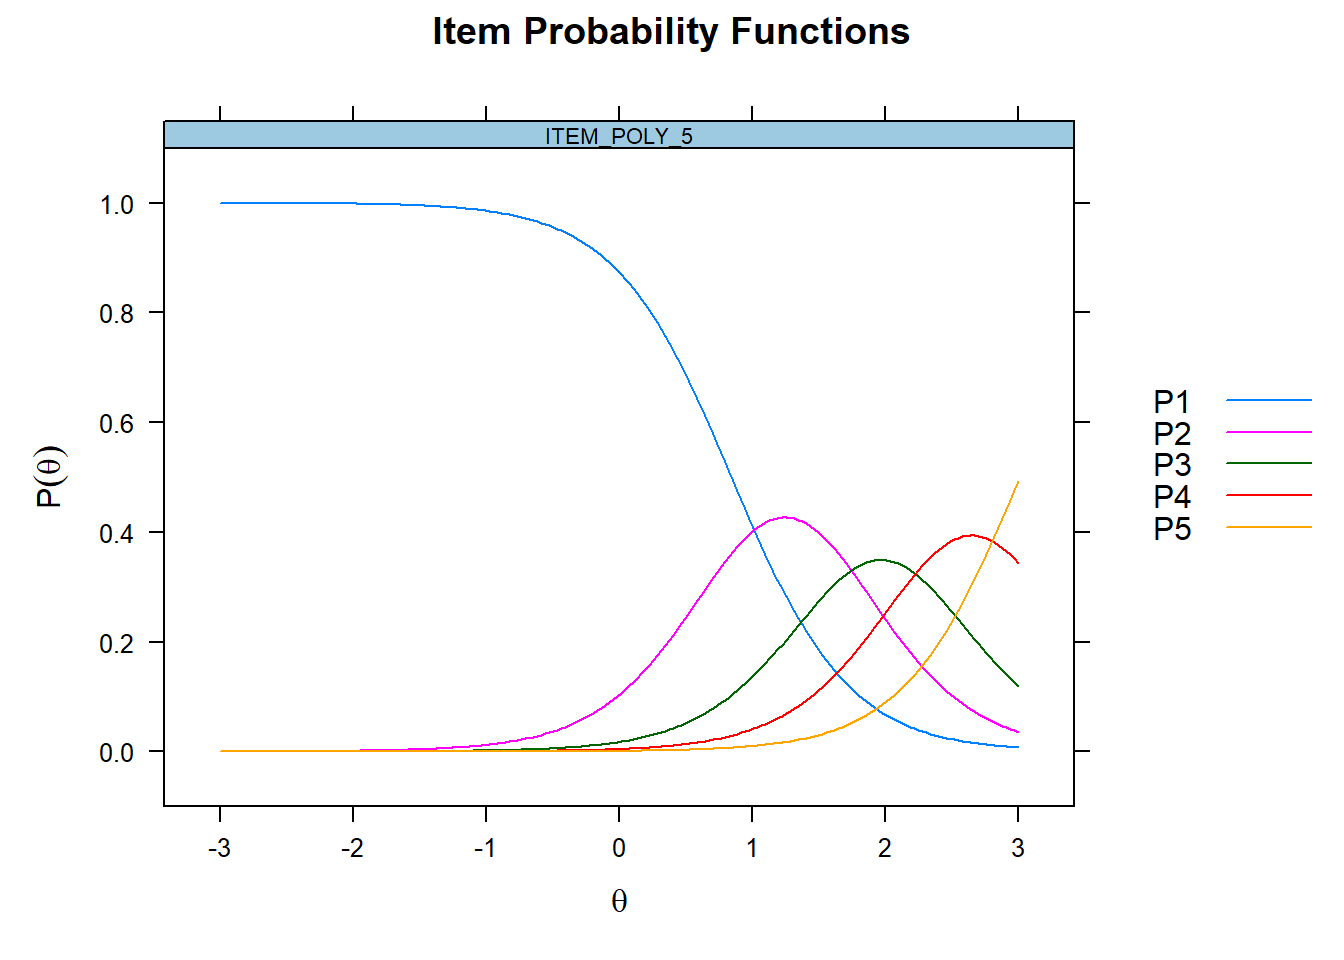 Item Probability Functions
ITEM_POLY_5
1.0
0.8
0.6
0.4
0.2
0.0
P(θ)
-3 -2 -1 0 1 2 3
θ
P1
P2
P3
P4
P5